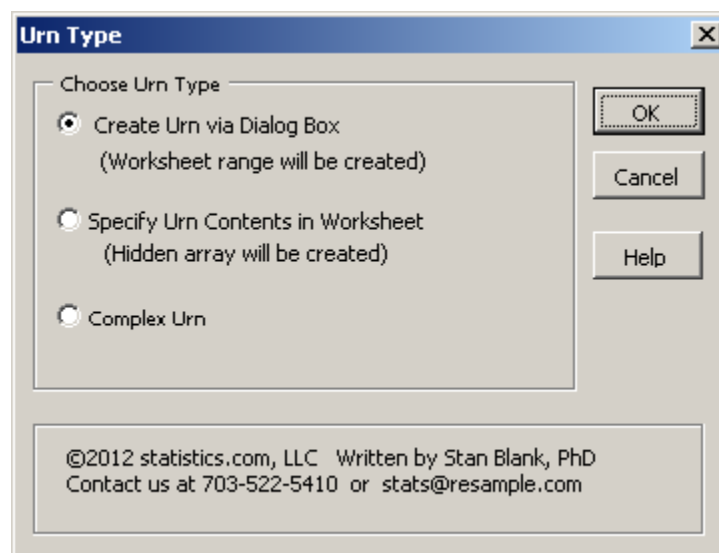 Urn Type
Choose Urn Type
Create Urn via Dialog Box
(Worksheet range will be created)
Specify Urn Contents in Worksheet
(Hidden array will be created)
Complex Urn
OK
Cancel
Help
©2012 statistics.com, LLC Written by Stan Blank, PhD
Contact us at 703-522-5410 or stats@resample.com